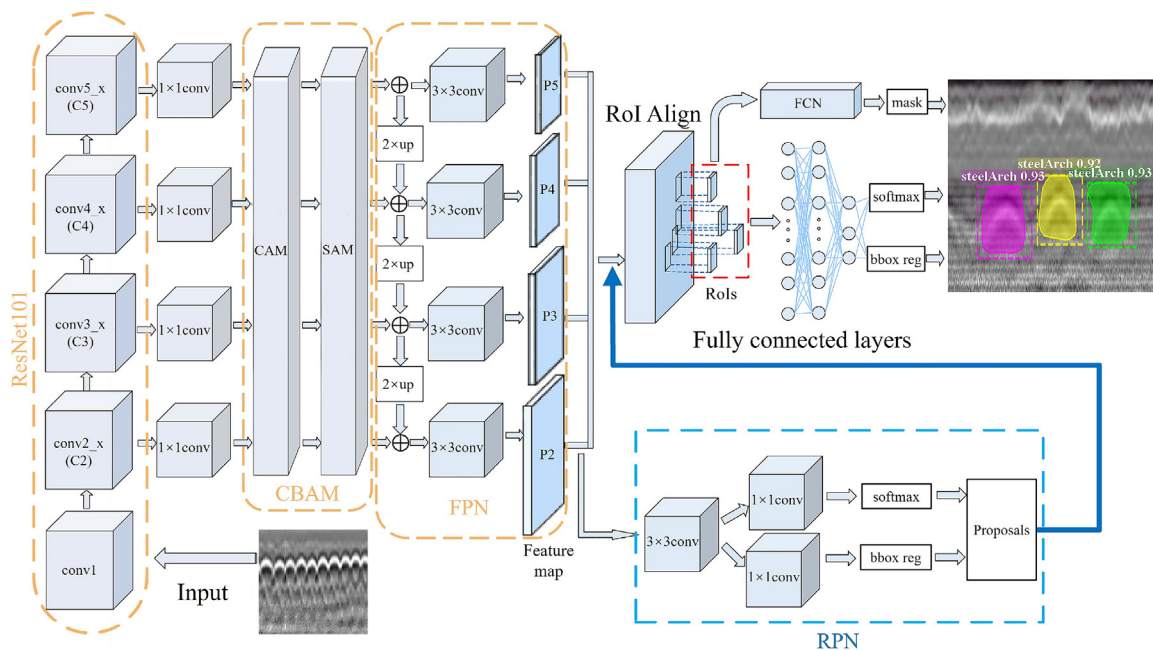 ResNet101
conv5_x
(C5)
conv4_x
(C4)
conv3_x
(C3)
conv2_x
(C2)
conv1
1×1conv
1×1conv
1×1conv
1×1conv
CAM
SAM
CBAM
2×up
2×up
2×up
3×3conv
3×3conv
3×3conv
3×3conv
FPN
P5
P4
P3
P2
Feature
map
Input
RoI Align
RoIs
FCN
mask
softmax
bbox reg
Fully connected layers
steelArch 0.92
steelArch 0.93
steelArch 0.93
3×3conv
1×1conv
1×1conv
softmax
bbox reg
Proposals
RPN